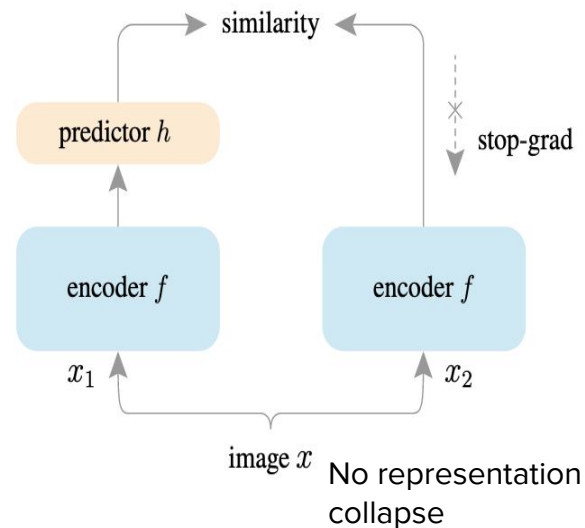 similarity
predictor h
stop-grad
encoder f
encoder f
x₁
x₂
image x
No representation
collapse